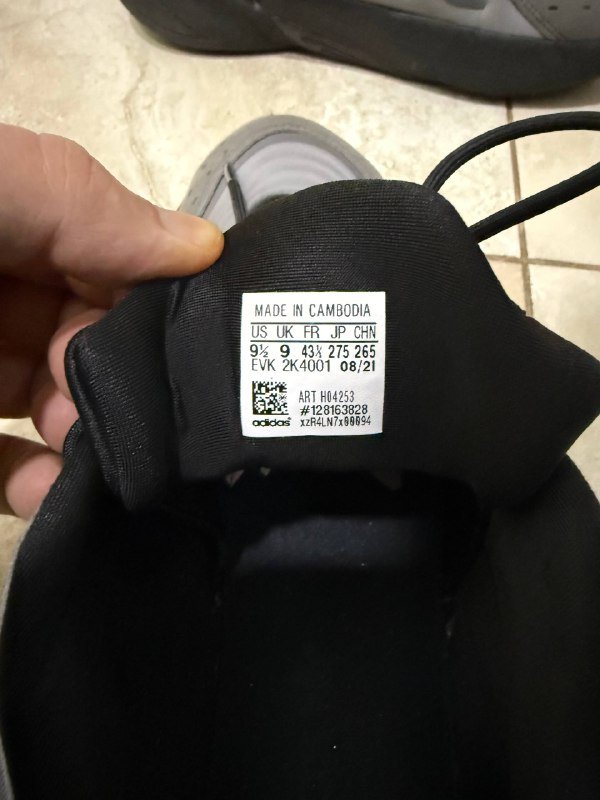 MADE IN CAMBODIA
US UK FR JP CHN
9½ 9 43⅓ 275 265
EVK 2K4001 08/21
ART H04253
#128163828
adidas xzR4LN7x00094